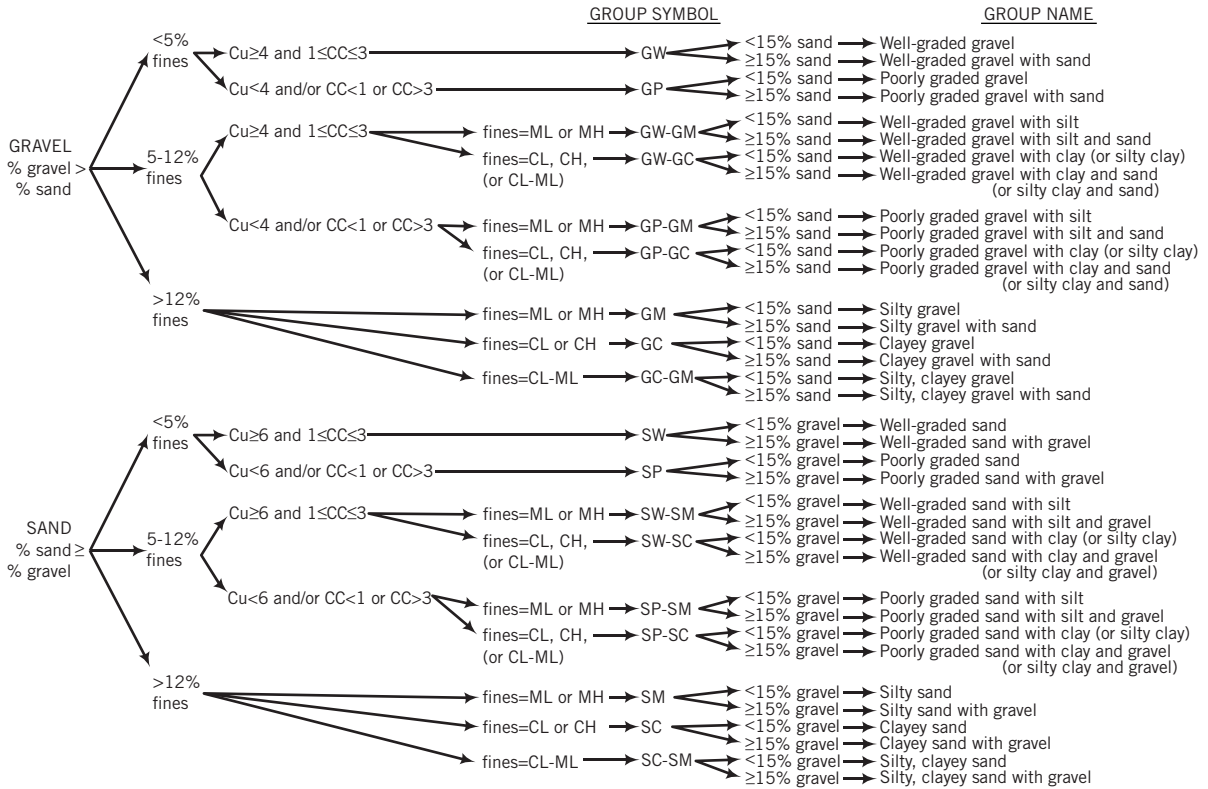 GROUP SYMBOL GROUP NAME
GRAVEL
% gravel >
% sand
<5%
fines
Cu≥4 and 1≤CC≤3 GW <15% sand Well-graded gravel
≥15% sand Well-graded gravel with sand
Cu<4 and/or CC<1 or CC>3 GP <15% sand Poorly graded gravel
≥15% sand Poorly graded gravel with sand
5-12%
fines
Cu≥4 and 1≤CC≤3 fines=ML or MH GW-GM <15% sand Well-graded gravel with silt
≥15% sand Well-graded gravel with silt and sand
fines=CL, CH, GW-GC <15% sand Well-graded gravel with clay (or silty clay)
(or CL-ML) ≥15% sand Well-graded gravel with clay and sand
(or silty clay and sand)
Cu<4 and/or CC<1 or CC>3 fines=ML or MH GP-GM <15% sand Poorly graded gravel with silt
≥15% sand Poorly graded gravel with silt and sand
fines=CL, CH, GP-GC <15% sand Poorly graded gravel with clay (or silty clay)
(or CL-ML) ≥15% sand Poorly graded gravel with clay and sand
(or silty clay and sand)
>12%
fines
fines=ML or MH GM <15% sand Silty gravel
≥15% sand Silty gravel with sand
fines=CL or CH GC <15% sand Clayey gravel
≥15% sand Clayey gravel with sand
fines=CL-ML GC-GM <15% sand Silty, clayey gravel
≥15% sand Silty, clayey gravel with sand
SAND
% sand ≥
% gravel
<5%
fines
Cu≥6 and 1≤CC≤3 SW <15% gravel Well-graded sand
≥15% gravel Well-graded sand with gravel
Cu<6 and/or CC<1 or CC>3 SP <15% gravel Poorly graded sand
≥15% gravel Poorly graded sand with gravel
5-12%
fines
Cu≥6 and 1≤CC≤3 fines=ML or MH SW-SM <15% gravel Well-graded sand with silt
≥15% gravel Well-graded sand with silt and gravel
fines=CL, CH, SW-SC <15% gravel Well-graded sand with clay (or silty clay)
(or CL-ML) ≥15% gravel Well-graded sand with clay and gravel
(or silty clay and gravel)
Cu<6 and/or CC<1 or CC>3 fines=ML or MH SP-SM <15% gravel Poorly graded sand with silt
≥15% gravel Poorly graded sand with silt and gravel
fines=CL, CH, SP-SC <15% gravel Poorly graded sand with clay (or silty clay)
(or CL-ML) ≥15% gravel Poorly graded sand with clay and gravel
(or silty clay and gravel)
>12%
fines
fines=ML or MH SM <15% gravel Silty sand
≥15% gravel Silty sand with gravel
fines=CL or CH SC <15% gravel Clayey sand
≥15% gravel Clayey sand with gravel
fines=CL-ML SC-SM <15% gravel Silty, clayey sand
≥15% gravel Silty, clayey sand with gravel